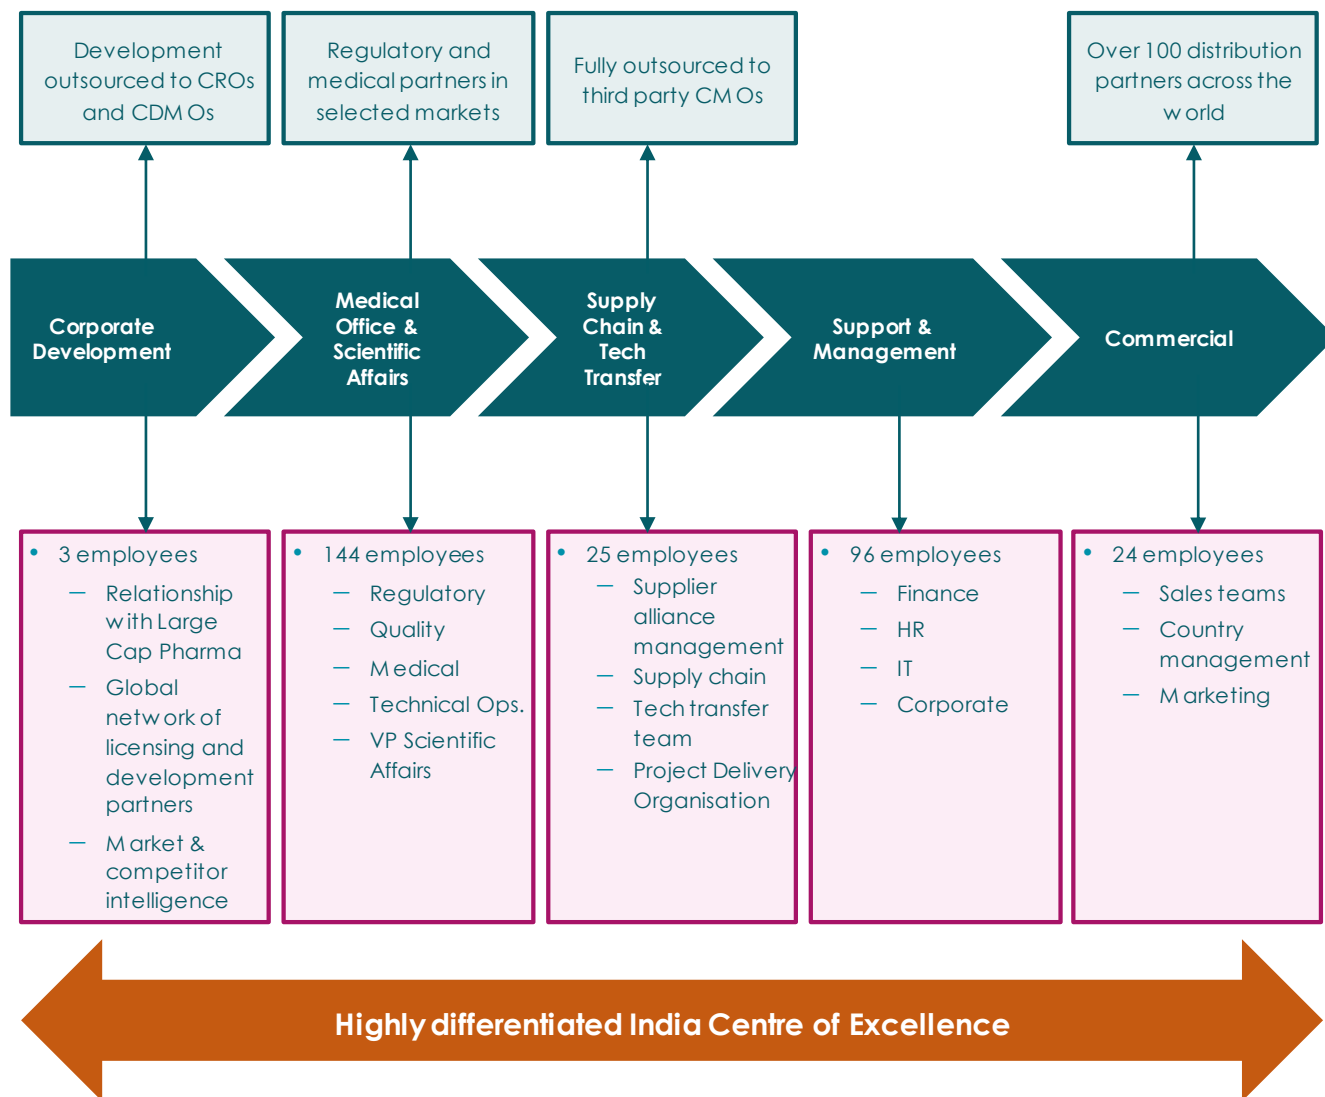 Development
outsourced to CROs
and CDMOs
Regulatory and
medical partners in
selected markets
Fully outsourced to
third party CMOs
Over 100 distribution
partners across the
world
Corporate
Development
Medical
Office &
Scientific
Affairs
Supply
Chain &
Tech
Transfer
Support &
Management
Commercial
• 3 employees
— Relationship
with Large
Cap Pharma
— Global
network of
licensing and
development
partners
— Market &
competitor
intelligence
• 144 employees
— Regulatory
— Quality
— Medical
— Technical Ops.
— VP Scientific
Affairs
• 25 employees
— Supplier
alliance
management
— Supply chain
— Tech transfer
team
— Project Delivery
Organisation
• 96 employees
— Finance
— HR
— IT
— Corporate
• 24 employees
— Sales teams
— Country
management
— Marketing
Highly differentiated India Centre of Excellence